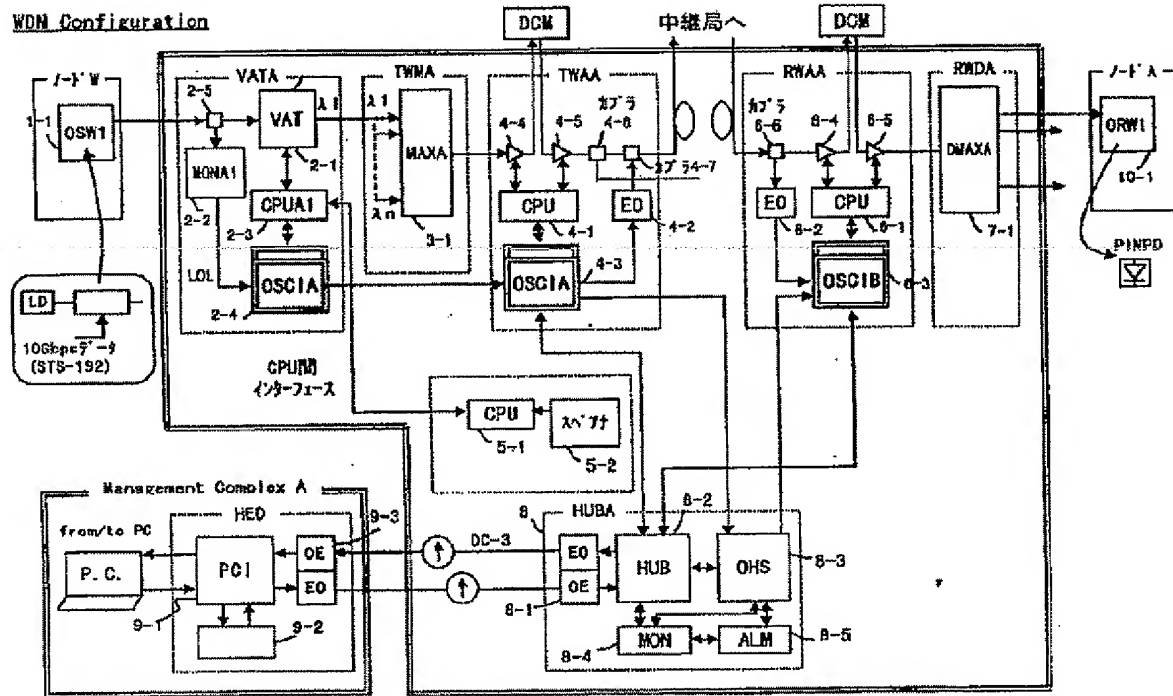 WDM Configuration
DCM
中継局へ
DCM
ノードW
VATA
TWMA
TWAA
RWAA
RWDA
ノードA
1-1
OSW1
2-5
VAT
λ1
λ1
MAXA
4-4
4-5
カプラ
4-6
カプラ
6-6
6-4
6-5
DMAXA
ORW1
10-1
MONA1
2-1
カプラ4-7
2-2
CPUA1
λn
CPU
EO
4-2
EO
CPU
2-3
3-1
4-1
6-2
6-1
7-1
PINPD
LOL
OSCIA
4-3
OSCIA
OSCIB
6-3
2-4
LD
10Gbpsデータ
(STS-192)
CPU間
インターフェース
CPU
スペアナ
5-1
5-2
Management Complex A
HED
8
HUBA
8-2
from/to PC
9-3
OC-3
P.C.
PCI
OE
EO
HUB
OHS
8-3
EO
OE
9-1
9-2
8-1
MON
ALM
8-4
8-5